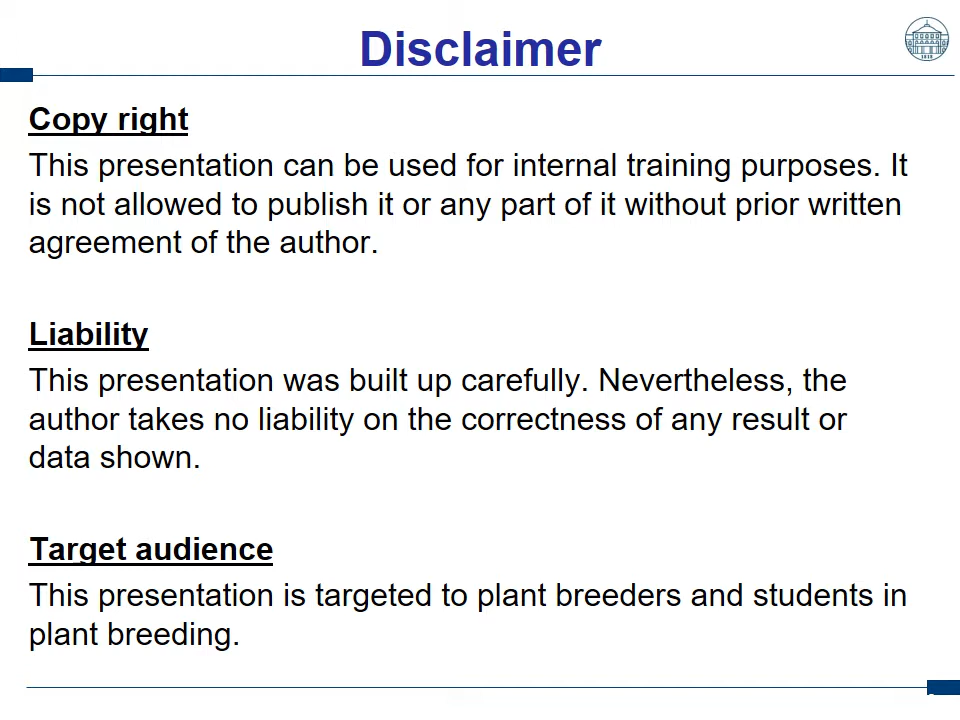 Disclaimer
Copy right
This presentation can be used for internal training purposes. It
is not allowed to publish it or any part of it without prior written
agreement of the author.
Liability
This presentation was built up carefully. Nevertheless, the
author takes no liability on the correctness of any result or
data shown.
Target audience
This presentation is targeted to plant breeders and students in
plant breeding.